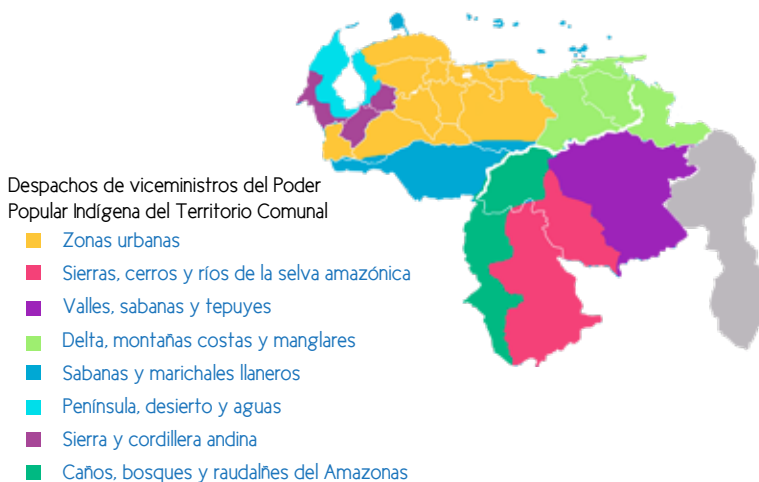 Despachos de viceministros del Poder
Popular Indígena del Territorio Comunal
Zonas urbanas
Sierras, cerros y ríos de la selva amazónica
Valles, sabanas y tepuyes
Delta, montañas costas y manglares
Sabanas y marichales llaneros
Península, desierto y aguas
Sierra y cordillera andina
Caños, bosques y raudalñes del Amazonas